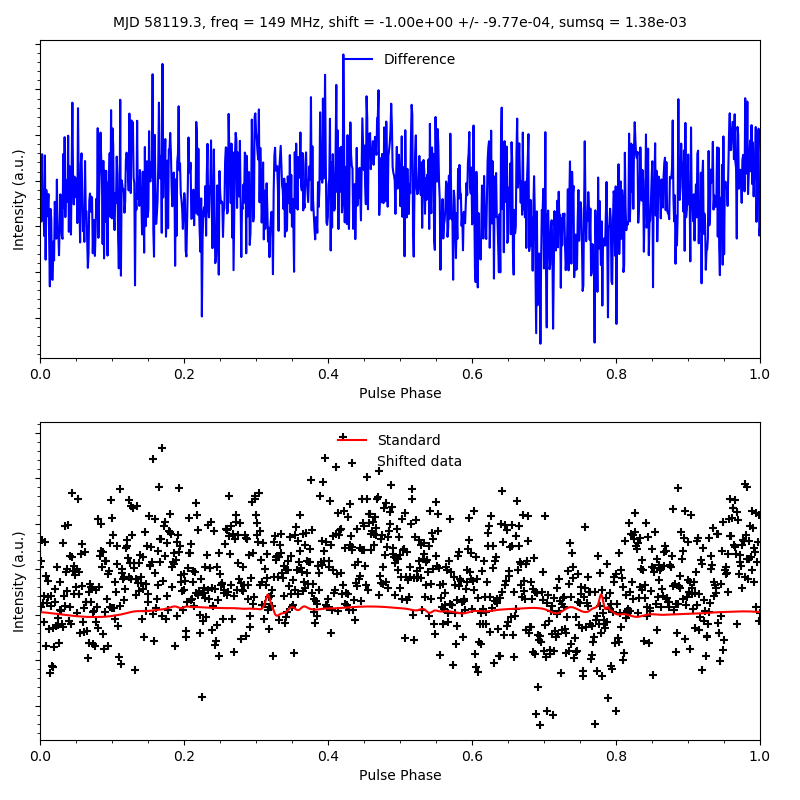 MJD 58119.3, freq = 149 MHz, shift = -1.00e+00 +/- -9.77e-04, sumsq = 1.38e-03
Difference
Intensity (a.u.)
0.0 0.2 0.4 0.6 0.8 1.0
Pulse Phase
Standard
Shifted data
Intensity (a.u.)
0.0 0.2 0.4 0.6 0.8 1.0
Pulse Phase